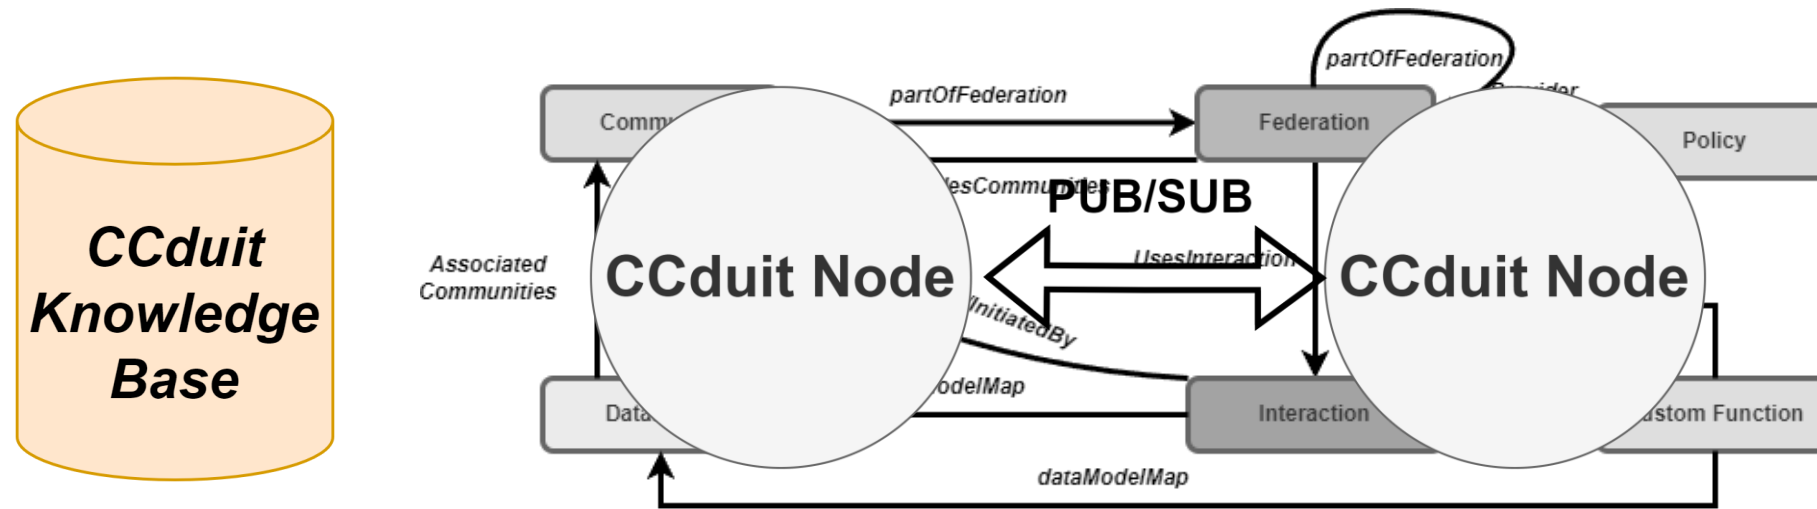 CCduit
Knowledge
Base
partOfFederation
partOfFederation
Federation
Policy
PUB/SUB
UsesInteraction
Associated
Communities
CCduit Node
CCduit Node
InitiatedBy
Interaction
dataModelMap